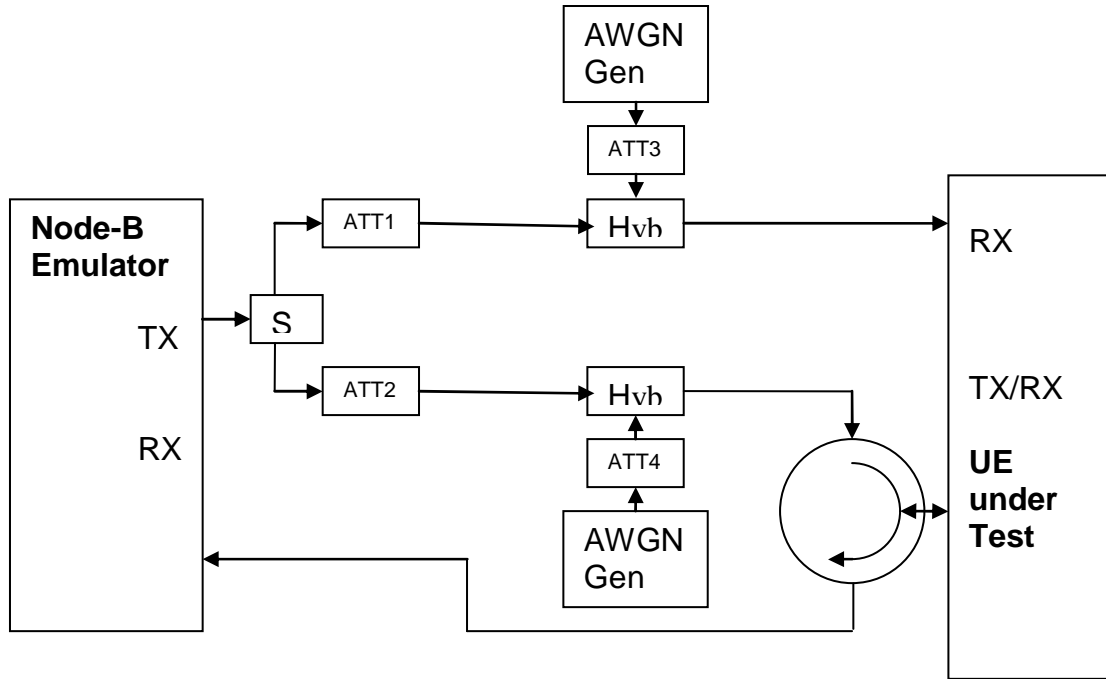 AWGN
Gen
ATT3
Node-B
Emulator
ATT1
Hyb
RX
S
TX
ATT2
Hyb
TX/RX
RX
ATT4
UE
under
Test
AWGN
Gen